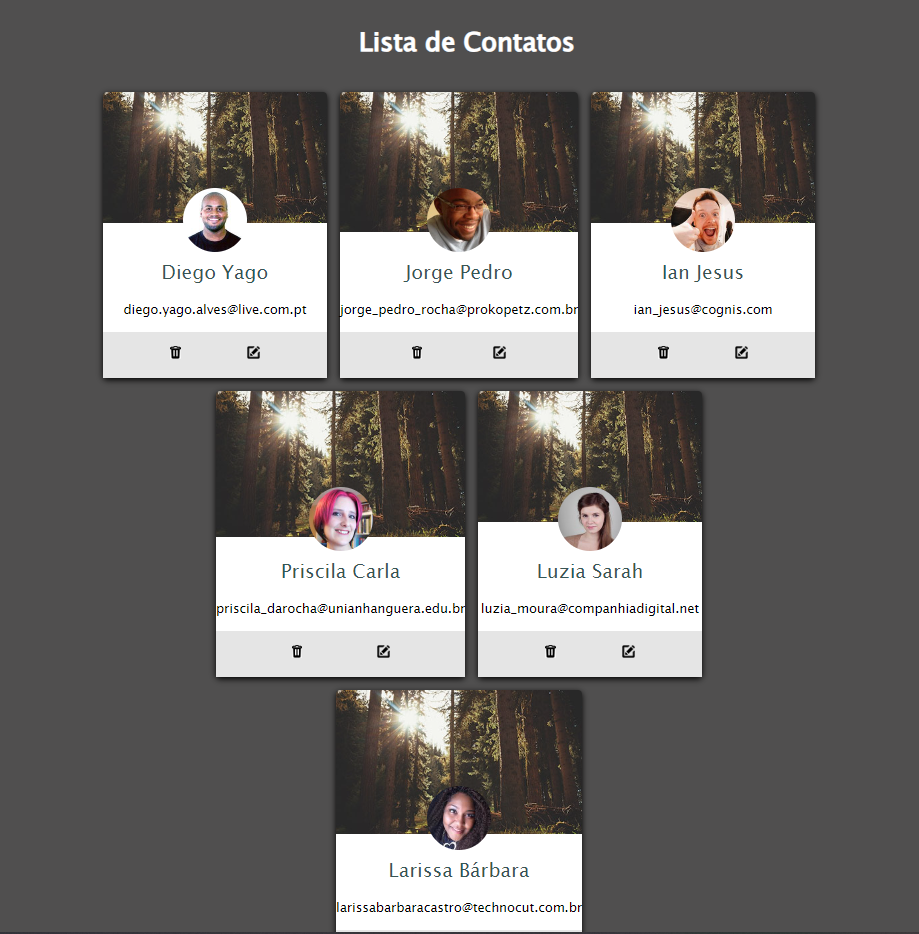 Lista de Contatos
Diego Yago
diego.yago.alves@live.com.pt
Jorge Pedro
jorge_pedro_rocha@prokopetz.com.br
Ian Jesus
ian_jesus@cognis.com
Priscila Carla
priscila_darocha@unianhanguera.edu.br
Luzia Sarah
luzia_moura@companhiadigital.net
Larissa Bárbara
larissabarbaracastro@technocut.com.br